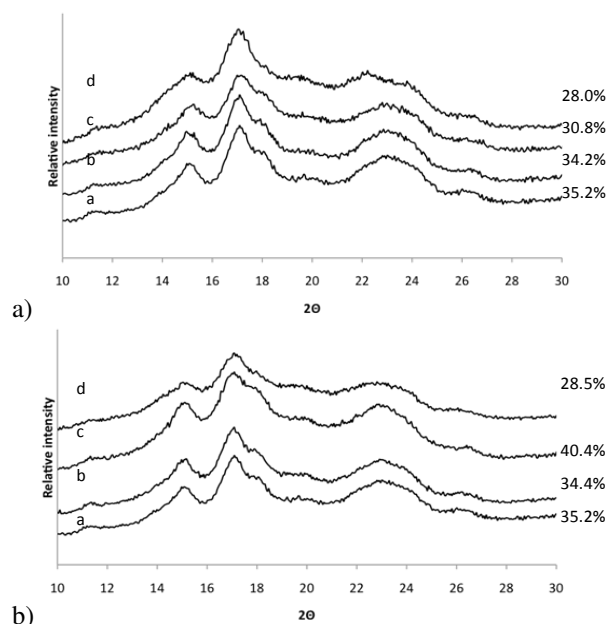 d
28.0%
c
30.8%
b
34.2%
a
35.2%
Relative intensity
10 12 14 16 18 20 22 24 26 28 30
2Θ
a)
d
28.5%
c
40.4%
b
34.4%
a
35.2%
Relative intensity
10 12 14 16 18 20 22 24 26 28 30
2Θ
b)